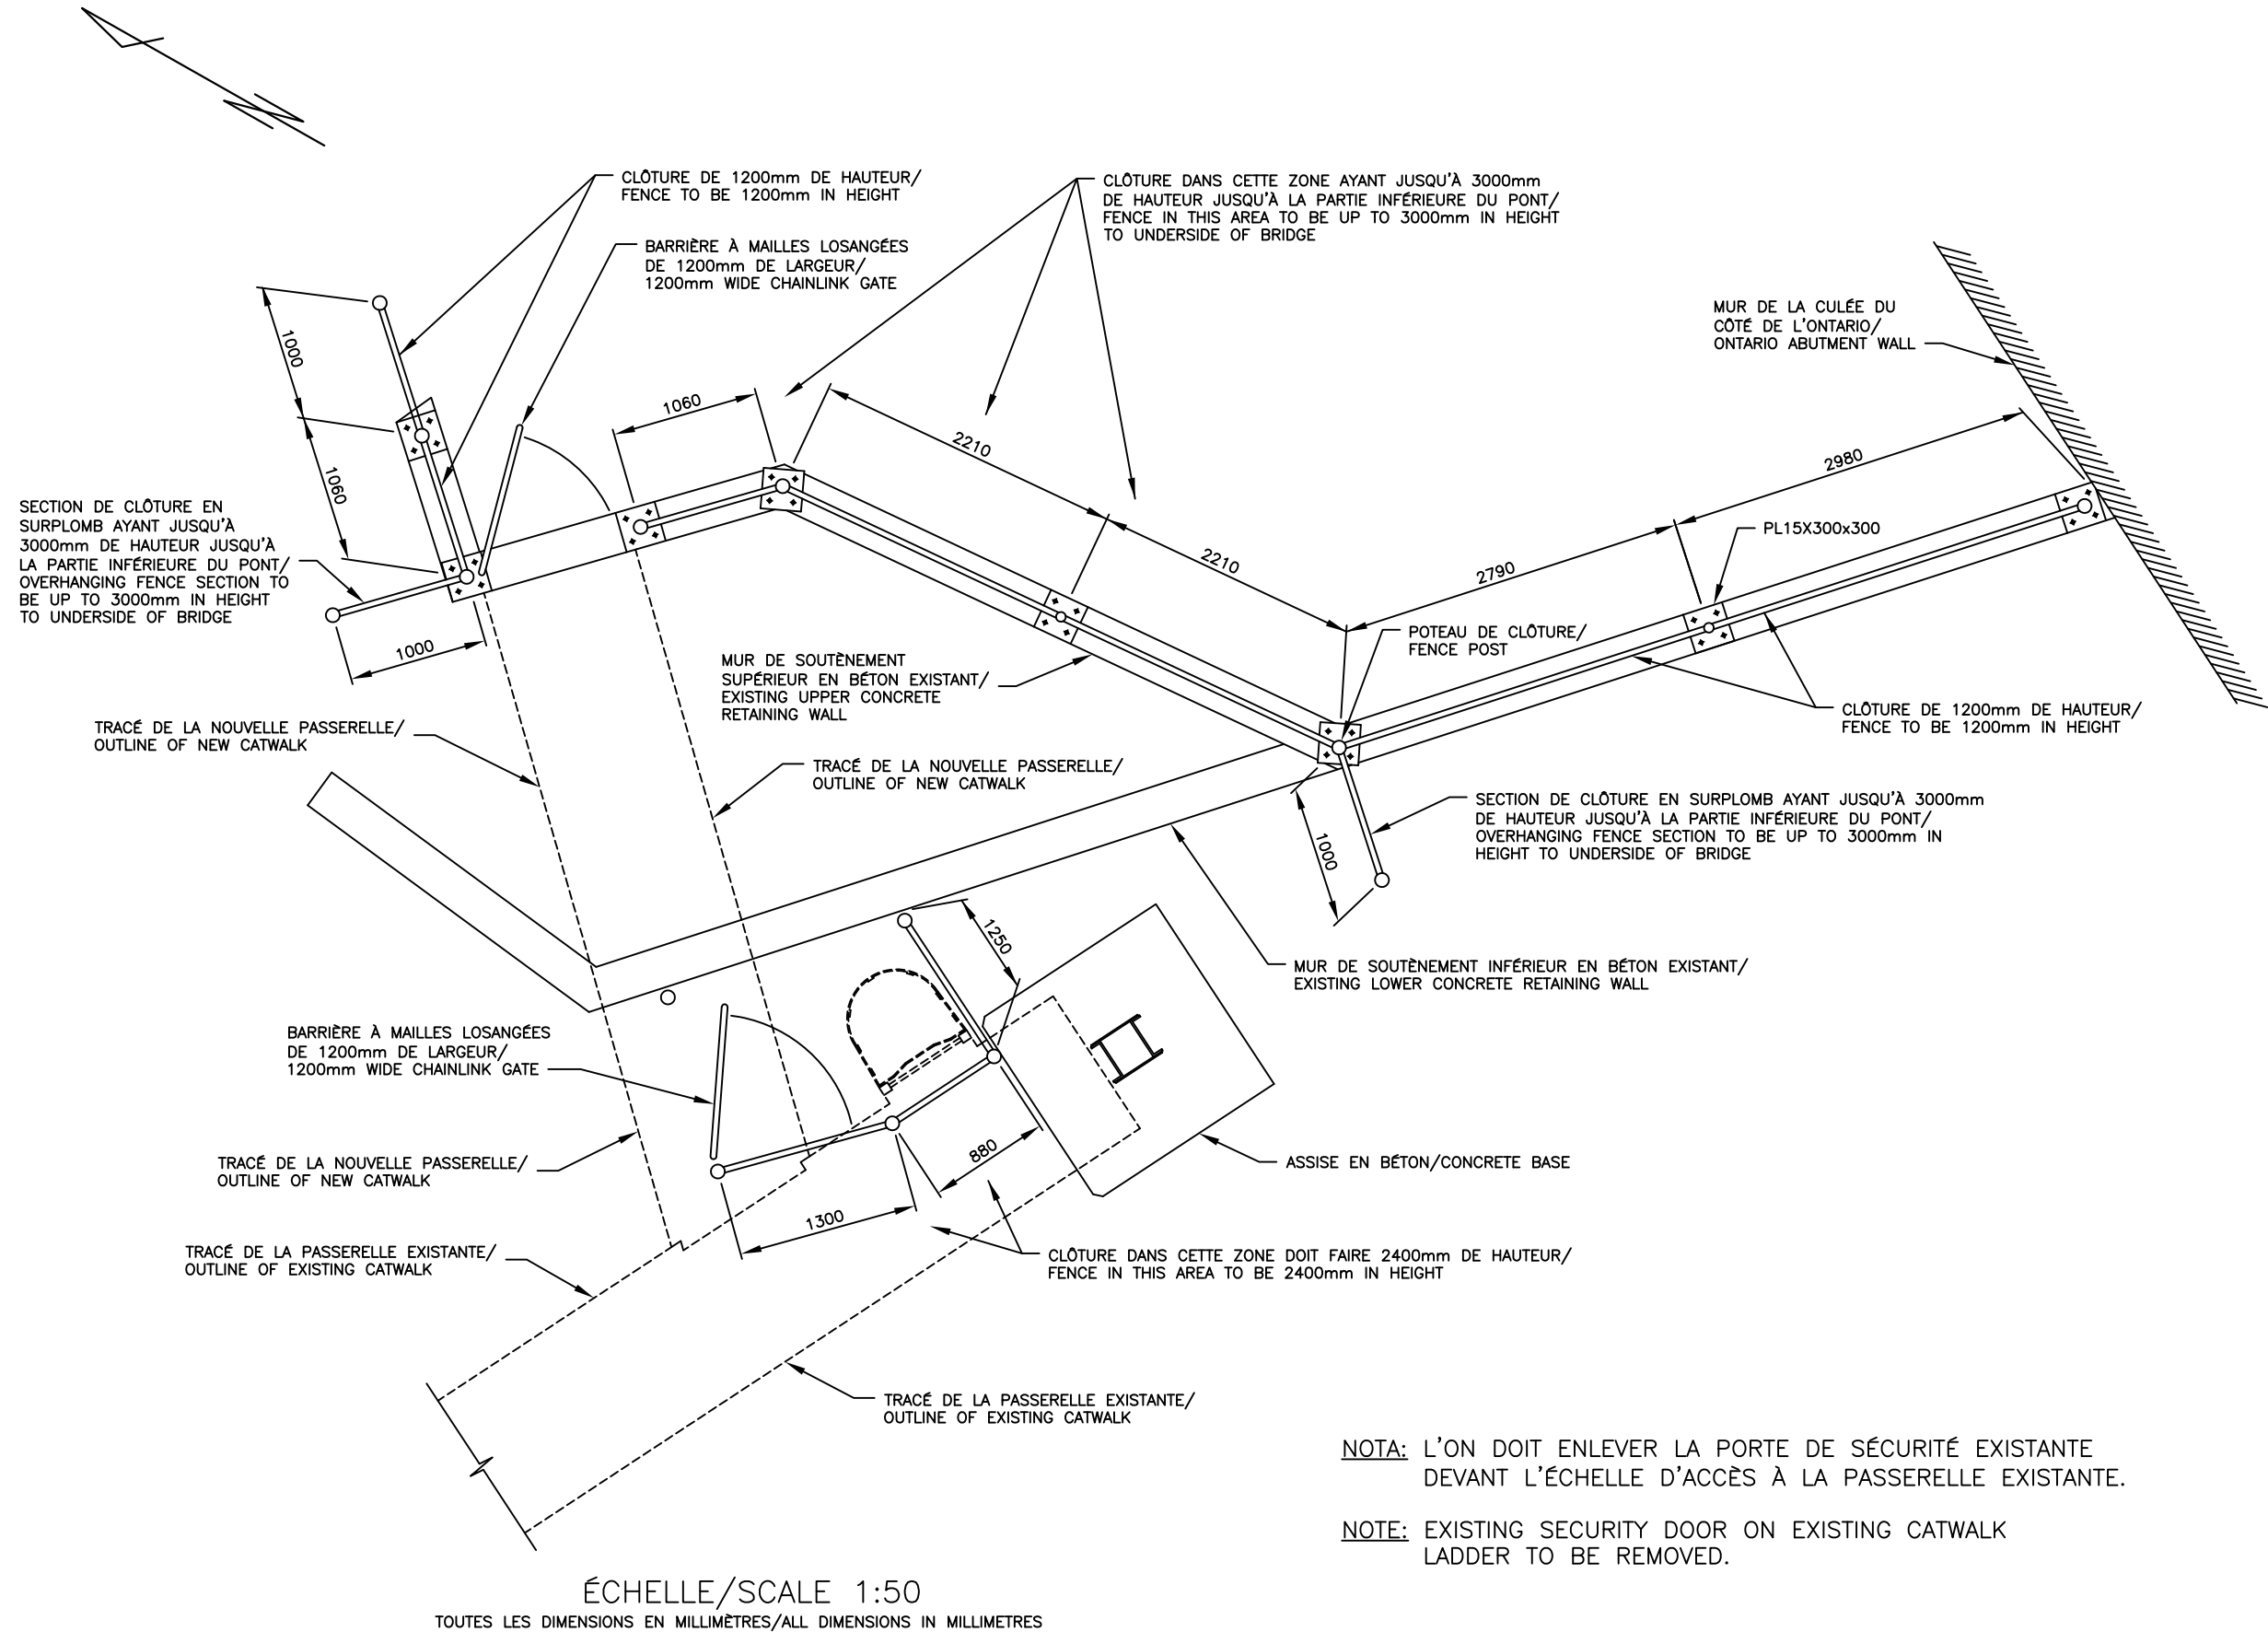 CLÔTURE DE 1200mm DE HAUTEUR/
FENCE TO BE 1200mm IN HEIGHT
CLÔTURE DANS CETTE ZONE AYANT JUSQU'À 3000mm
DE HAUTEUR JUSQU'À LA PARTIE INFÉRIEURE DU PONT/
FENCE IN THIS AREA TO BE UP TO 3000mm IN HEIGHT
TO UNDERSIDE OF BRIDGE
BARRIÈRE À MAILLES LOSANGÉES
DE 1200mm DE LARGEUR/
1200mm WIDE CHAINLINK GATE
MUR DE LA CULÉE DU
CÔTÉ DE L'ONTARIO/
ONTARIO ABUTMENT WALL
1000
1060
2210
2980
1060
SECTION DE CLÔTURE EN
SURPLOMB AYANT JUSQU'À
3000mm DE HAUTEUR JUSQU'À
LA PARTIE INFÉRIEURE DU PONT/
OVERHANGING FENCE SECTION TO
BE UP TO 3000mm IN HEIGHT
TO UNDERSIDE OF BRIDGE
PL15X300x300
2210
2790
1000
POTEAU DE CLÔTURE/
FENCE POST
MUR DE SOUTÈNEMENT
SUPÉRIEUR EN BÉTON EXISTANT/
EXISTING UPPER CONCRETE
RETAINING WALL
CLÔTURE DE 1200mm DE HAUTEUR/
FENCE TO BE 1200mm IN HEIGHT
TRACÉ DE LA NOUVELLE PASSERELLE/
OUTLINE OF NEW CATWALK
TRACÉ DE LA NOUVELLE PASSERELLE/
OUTLINE OF NEW CATWALK
SECTION DE CLÔTURE EN SURPLOMB AYANT JUSQU'À 3000mm
DE HAUTEUR JUSQU'À LA PARTIE INFÉRIEURE DU PONT/
OVERHANGING FENCE SECTION TO BE UP TO 3000mm IN
HEIGHT TO UNDERSIDE OF BRIDGE
1000
1250
MUR DE SOUTÈNEMENT INFÉRIEUR EN BÉTON EXISTANT/
EXISTING LOWER CONCRETE RETAINING WALL
BARRIÈRE À MAILLES LOSANGÉES
DE 1200mm DE LARGEUR/
1200mm WIDE CHAINLINK GATE
880
TRACÉ DE LA NOUVELLE PASSERELLE/
OUTLINE OF NEW CATWALK
ASSISE EN BÉTON/CONCRETE BASE
1300
TRACÉ DE LA PASSERELLE EXISTANTE/
OUTLINE OF EXISTING CATWALK
CLÔTURE DANS CETTE ZONE DOIT FAIRE 2400mm DE HAUTEUR/
FENCE IN THIS AREA TO BE 2400mm IN HEIGHT
TRACÉ DE LA PASSERELLE EXISTANTE/
OUTLINE OF EXISTING CATWALK
NOTA: L'ON DOIT ENLEVER LA PORTE DE SÉCURITÉ EXISTANTE
DEVANT L'ÉCHELLE D'ACCÈS À LA PASSERELLE EXISTANTE.
NOTE: EXISTING SECURITY DOOR ON EXISTING CATWALK
LADDER TO BE REMOVED.
ÉCHELLE/SCALE 1:50
TOUTES LES DIMENSIONS EN MILLIMÈTRES/ALL DIMENSIONS IN MILLIMETRES